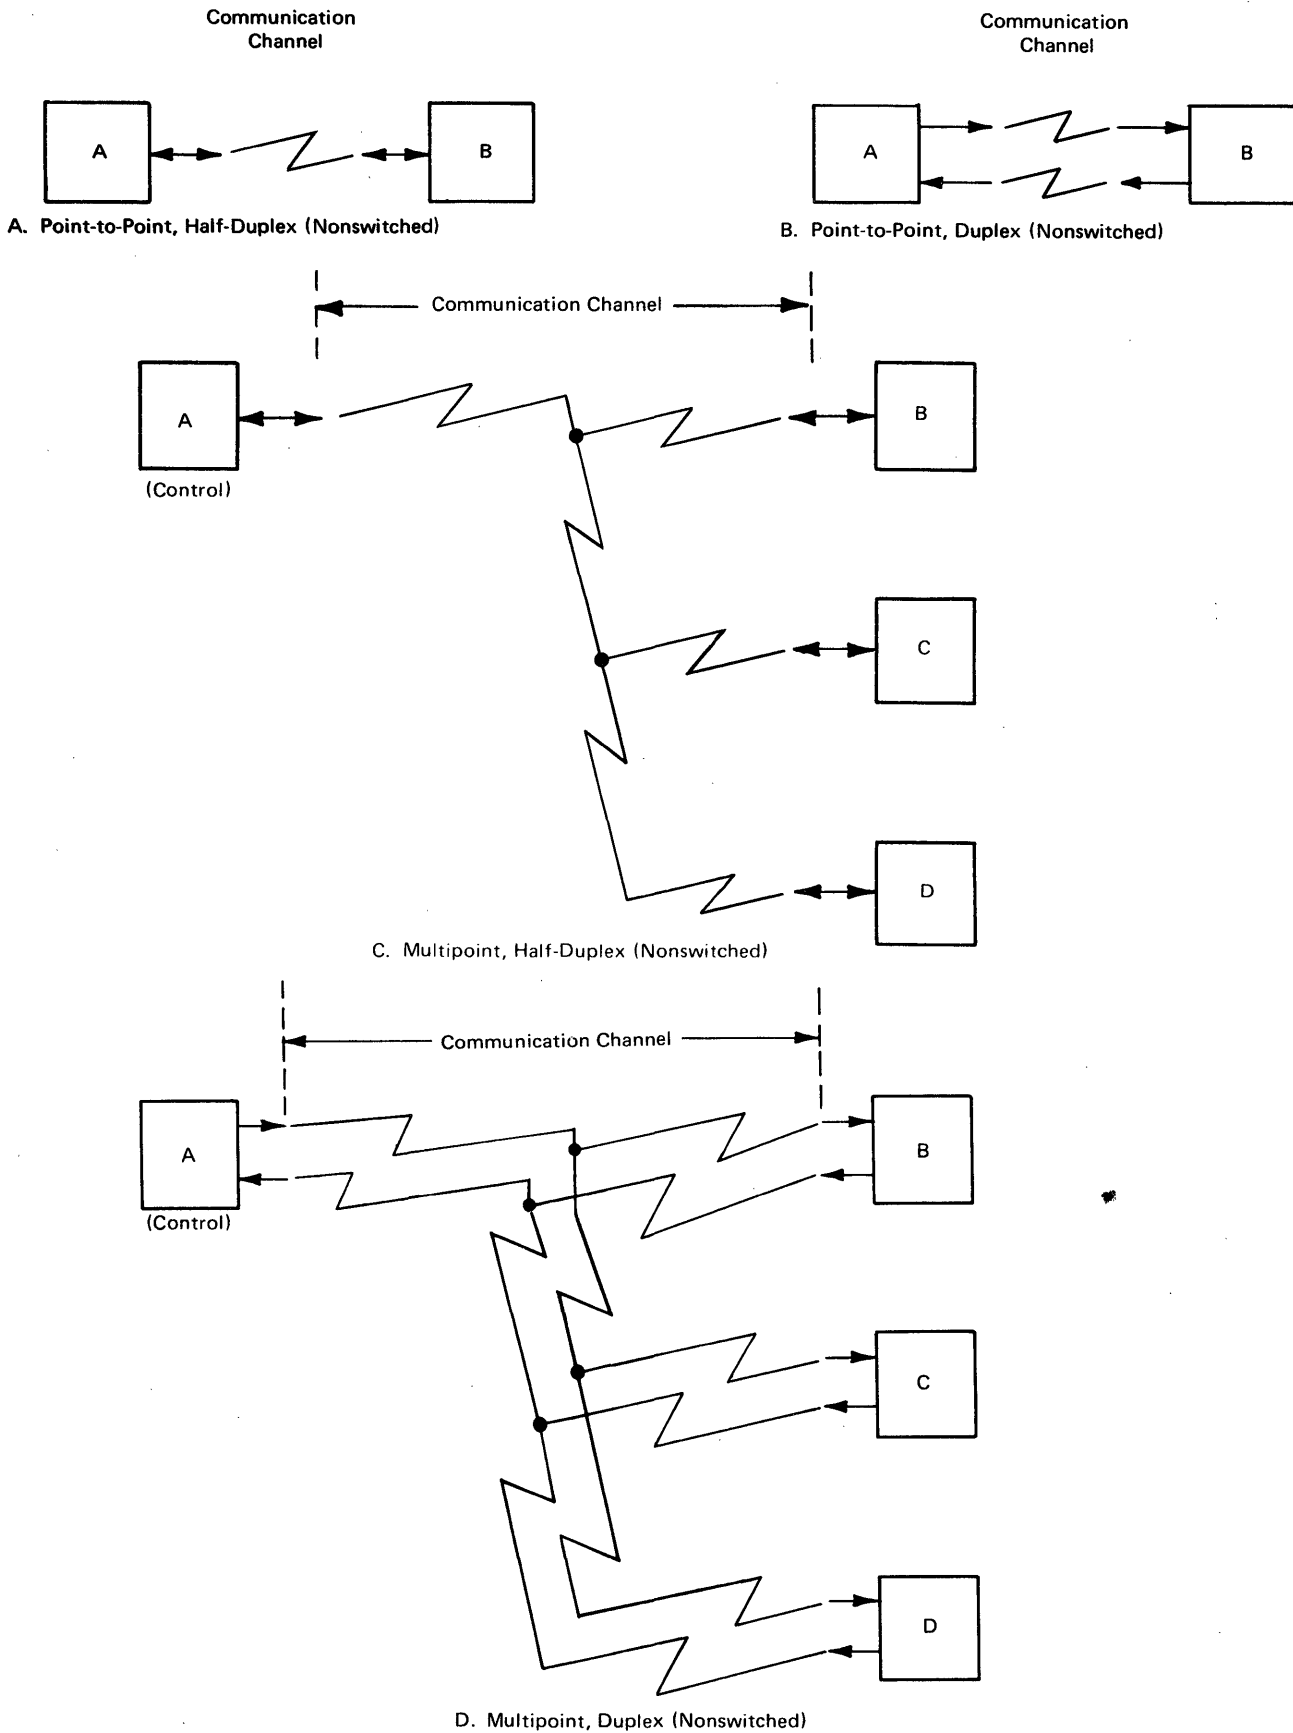 Communication
Channel
Communication
Channel
A
B
A
B
A. Point-to-Point, Half-Duplex (Nonswitched)
B. Point-to-Point, Duplex (Nonswitched)
Communication Channel
A
B
(Control)
C
D
C. Multipoint, Half-Duplex (Nonswitched)
Communication Channel
A
B
(Control)
C
D
D. Multipoint, Duplex (Nonswitched)